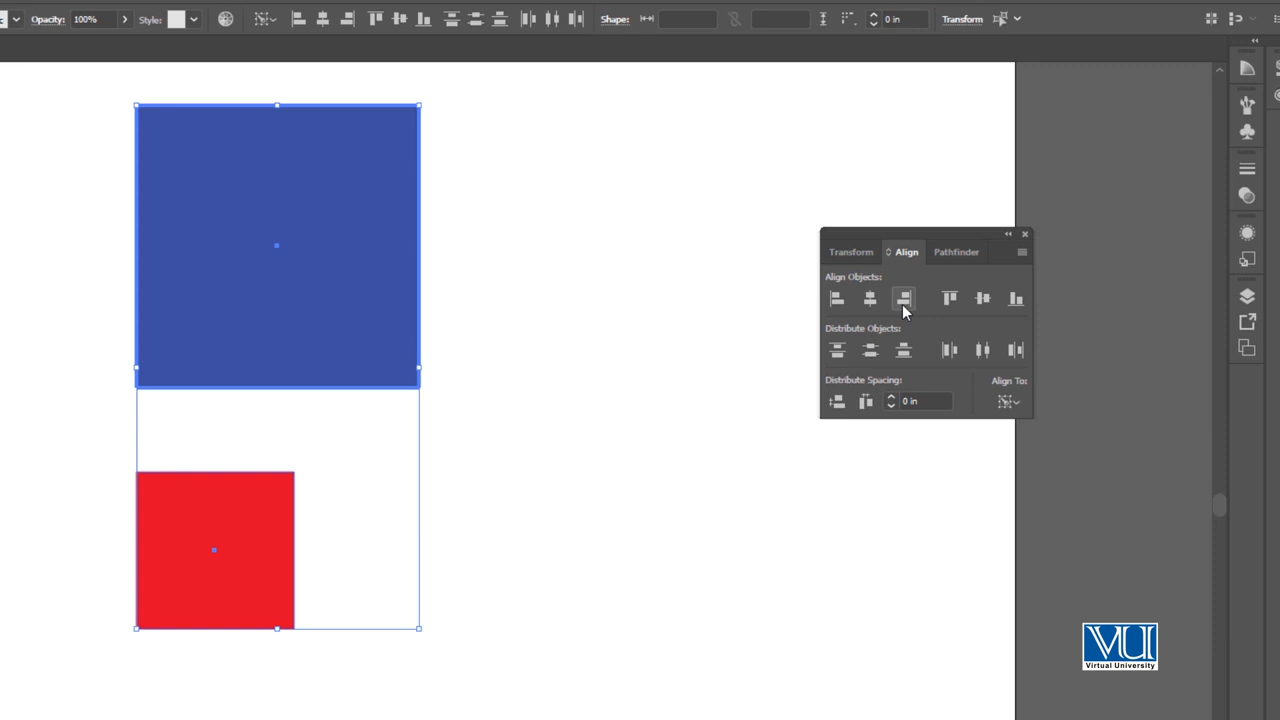 Opacity: 100% Style: Shape: 0 in Transform
Transform Align Pathfinder
Align Objects:
Distribute Objects:
Distribute Spacing: Align To:
0 in
VU
Virtual University